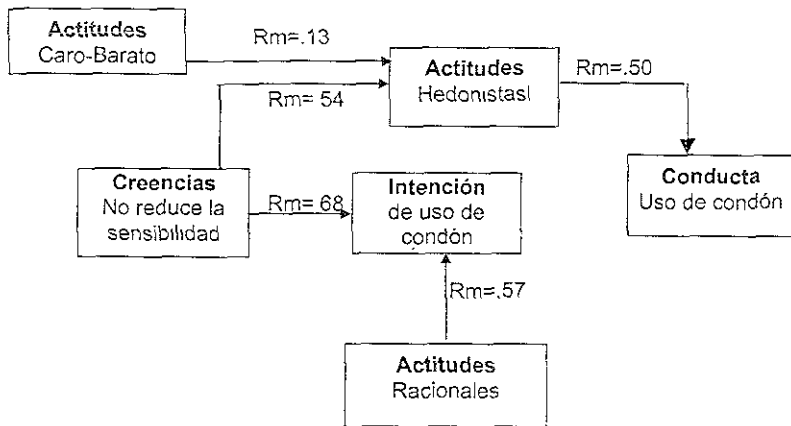 Actitudes
Caro-Barato
Rm=.13
Actitudes
Hedonistasl
Rm=.50
Rm= 54
Creencias
No reduce la
sensibilidad
Rm= 68
Intención
de uso de
condón
Conducta
Uso de condón
Rm=.57
Actitudes
Racionales